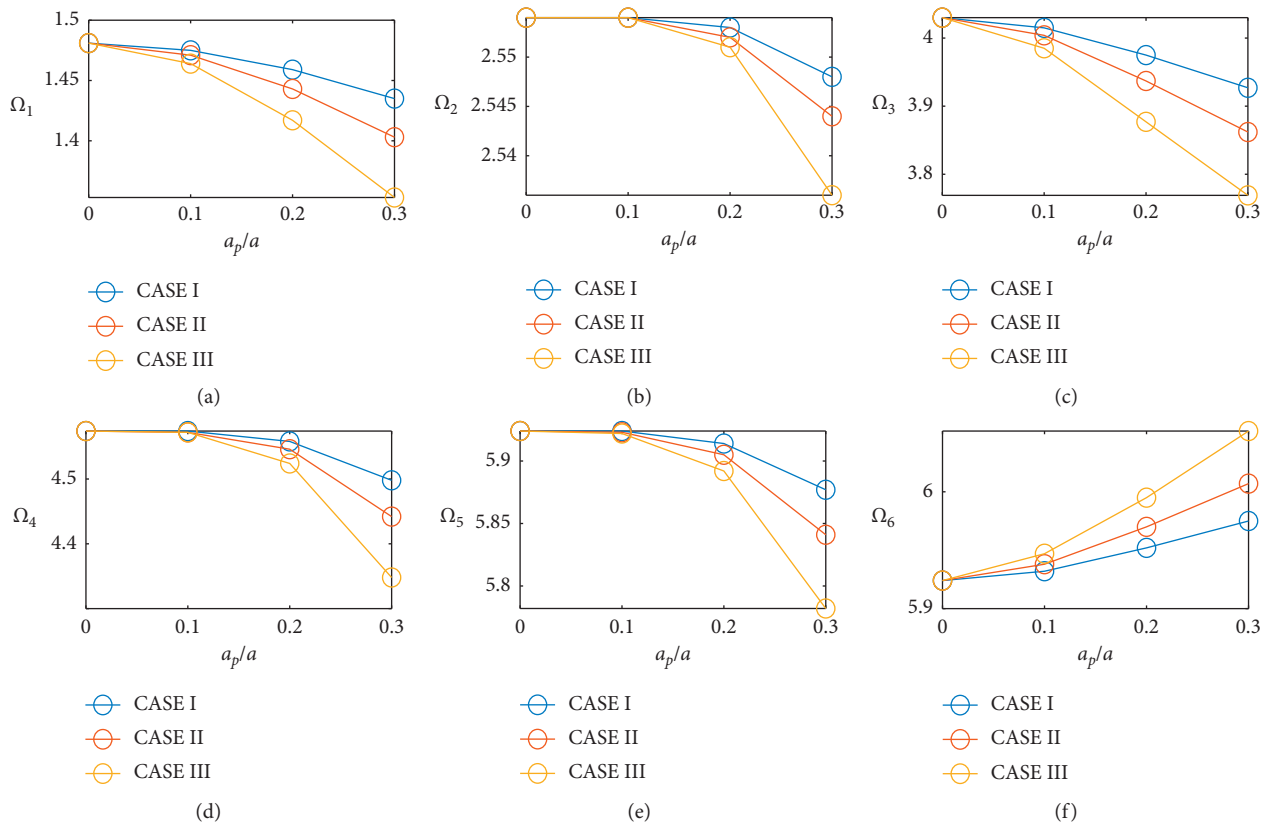 1.5
1.45
1.4
Ω1
0 0.1 0.2 0.3
ap/a
CASE I
CASE II
CASE III
(a)
2.55
2.545
2.54
Ω2
0 0.1 0.2 0.3
ap/a
CASE I
CASE II
CASE III
(b)
4
3.9
3.8
Ω3
0 0.1 0.2 0.3
ap/a
CASE I
CASE II
CASE III
(c)
4.5
4.4
Ω4
0 0.1 0.2 0.3
ap/a
CASE I
CASE II
CASE III
(d)
5.9
5.85
5.8
Ω5
0 0.1 0.2 0.3
ap/a
CASE I
CASE II
CASE III
(e)
6
5.9
Ω6
0 0.1 0.2 0.3
ap/a
CASE I
CASE II
CASE III
(f)